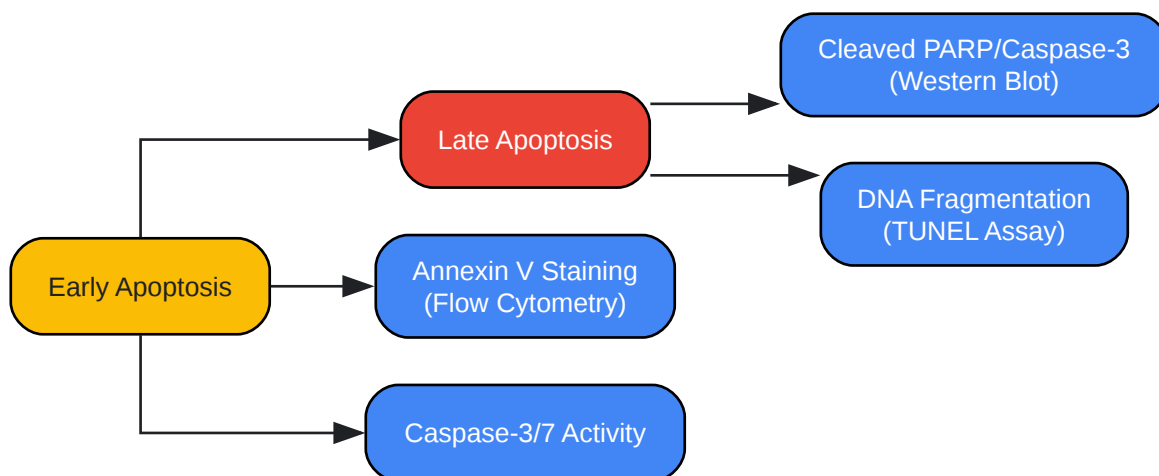 Cleaved PARP/Caspase-3
(Western Blot)
Late Apoptosis
DNA Fragmentation
(TUNEL Assay)
Early Apoptosis
Annexin V Staining
(Flow Cytometry)
Caspase-3/7 Activity